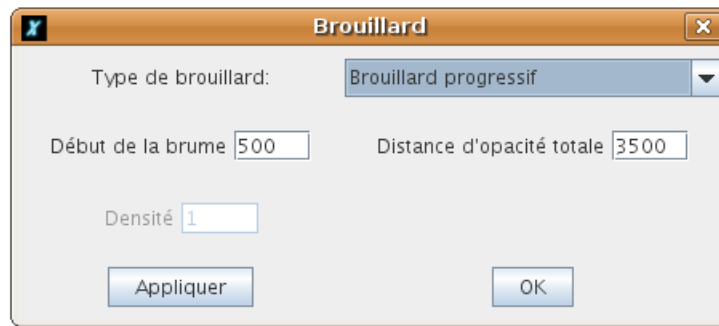 Brouillard
Type de brouillard: Brouillard progressif
Début de la brume 500 Distance d'opacité totale 3500
Densité 1
Appliquer OK